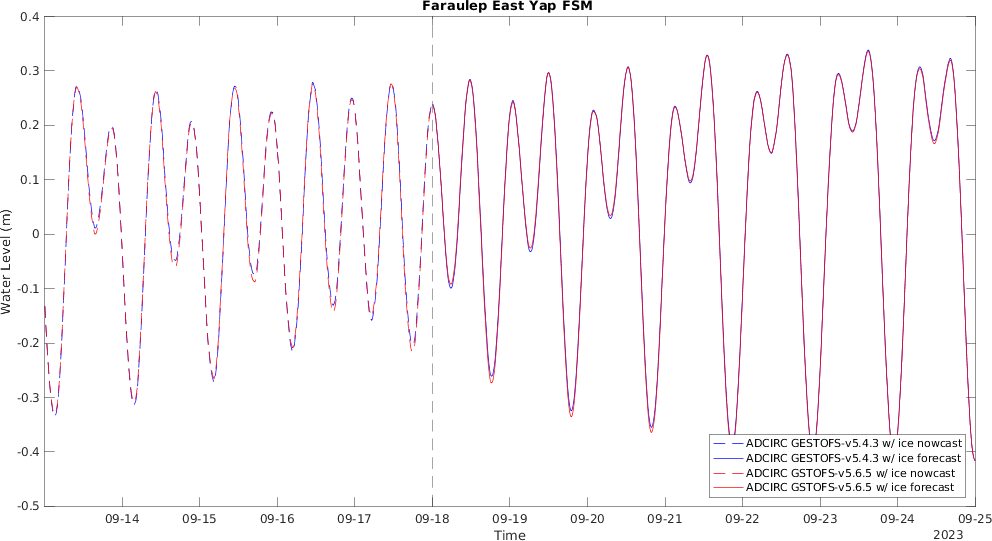 Faraulep East Yap FSM
0.4
0.3
0.2
0.1
0
-0.1
-0.2
-0.3
-0.4
-0.5
Water Level (m)
ADCIRC GESTOFS-v5.4.3 w/ ice nowcast
ADCIRC GESTOFS-v5.4.3 w/ ice forecast
ADCIRC GSTOFS-v5.6.5 w/ ice nowcast
ADCIRC GSTOFS-v5.6.5 w/ ice forecast
09-14 09-15 09-16 09-17 09-18 09-19 09-20 09-21 09-22 09-23 09-24 09-25
Time
2023